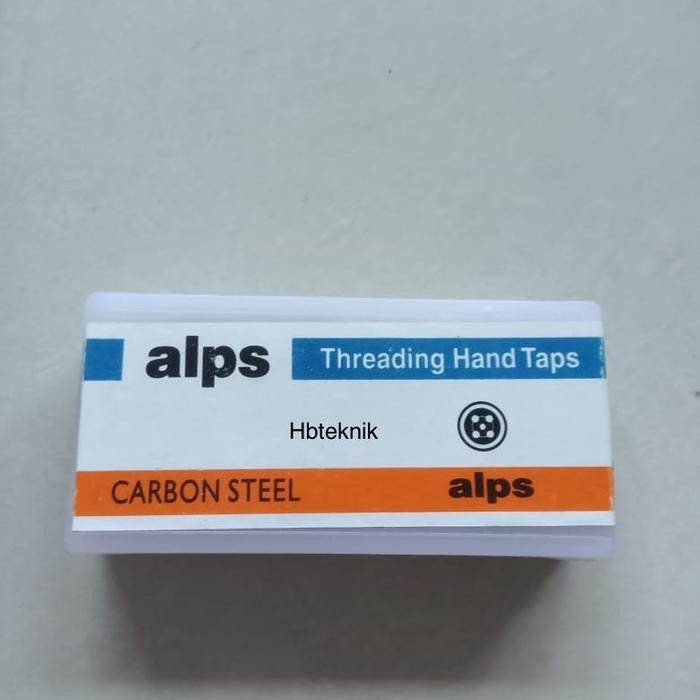 alps Threading Hand Taps
Hbteknik
CARBON STEEL alps